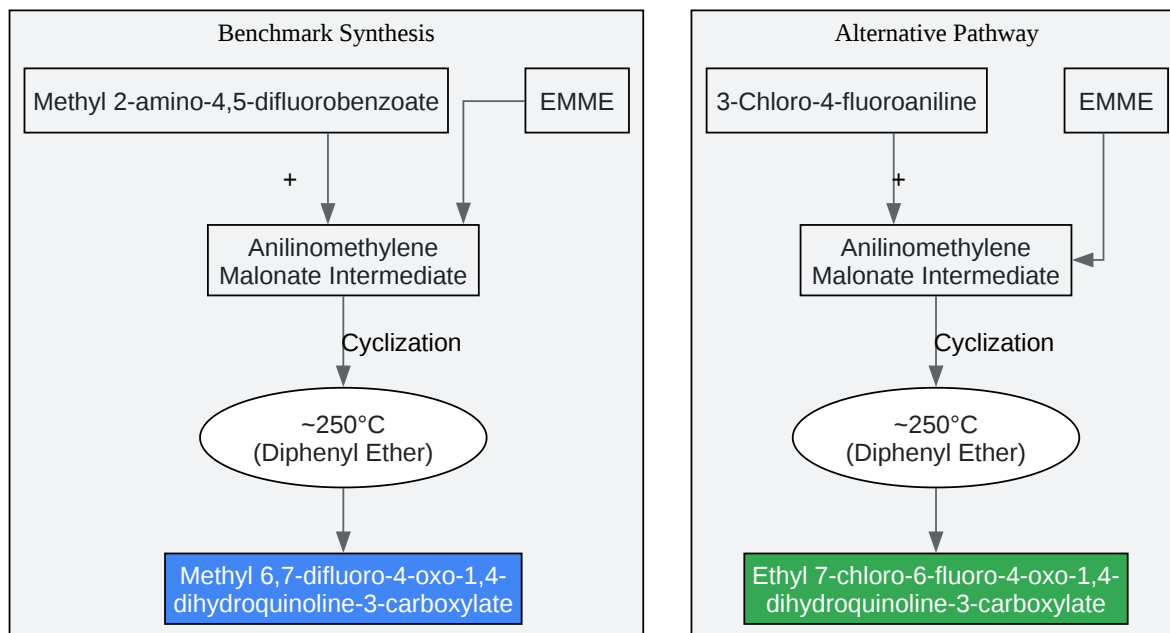 Benchmark Synthesis
Methyl 2-amino-4,5-difluorobenzoate
EMME
+
Anilinomethylene
Malonate Intermediate
Cyclization
~250°C
(Diphenyl Ether)
Methyl 6,7-difluoro-4-oxo-1,4-
dihydroquinoline-3-carboxylate
Alternative Pathway
3-Chloro-4-fluoroaniline
EMME
+
Anilinomethylene
Malonate Intermediate
Cyclization
~250°C
(Diphenyl Ether)
Ethyl 7-chloro-6-fluoro-4-oxo-1,4-
dihydroquinoline-3-carboxylate